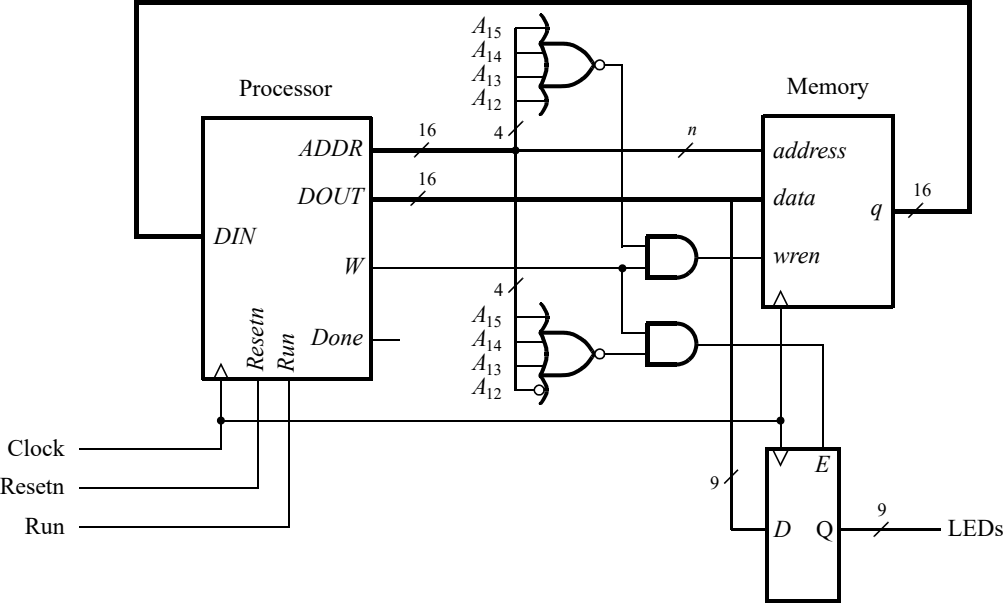 A15
A14
A13
A12
Processor
Memory
16
4
n
ADDR
address
16
DOUT
data
16
q
DIN
W
wren
4
A15
A14
A13
A12
Resetn
Run
Done
Clock
E
9
Resetn
9
Run
D
Q
LEDs